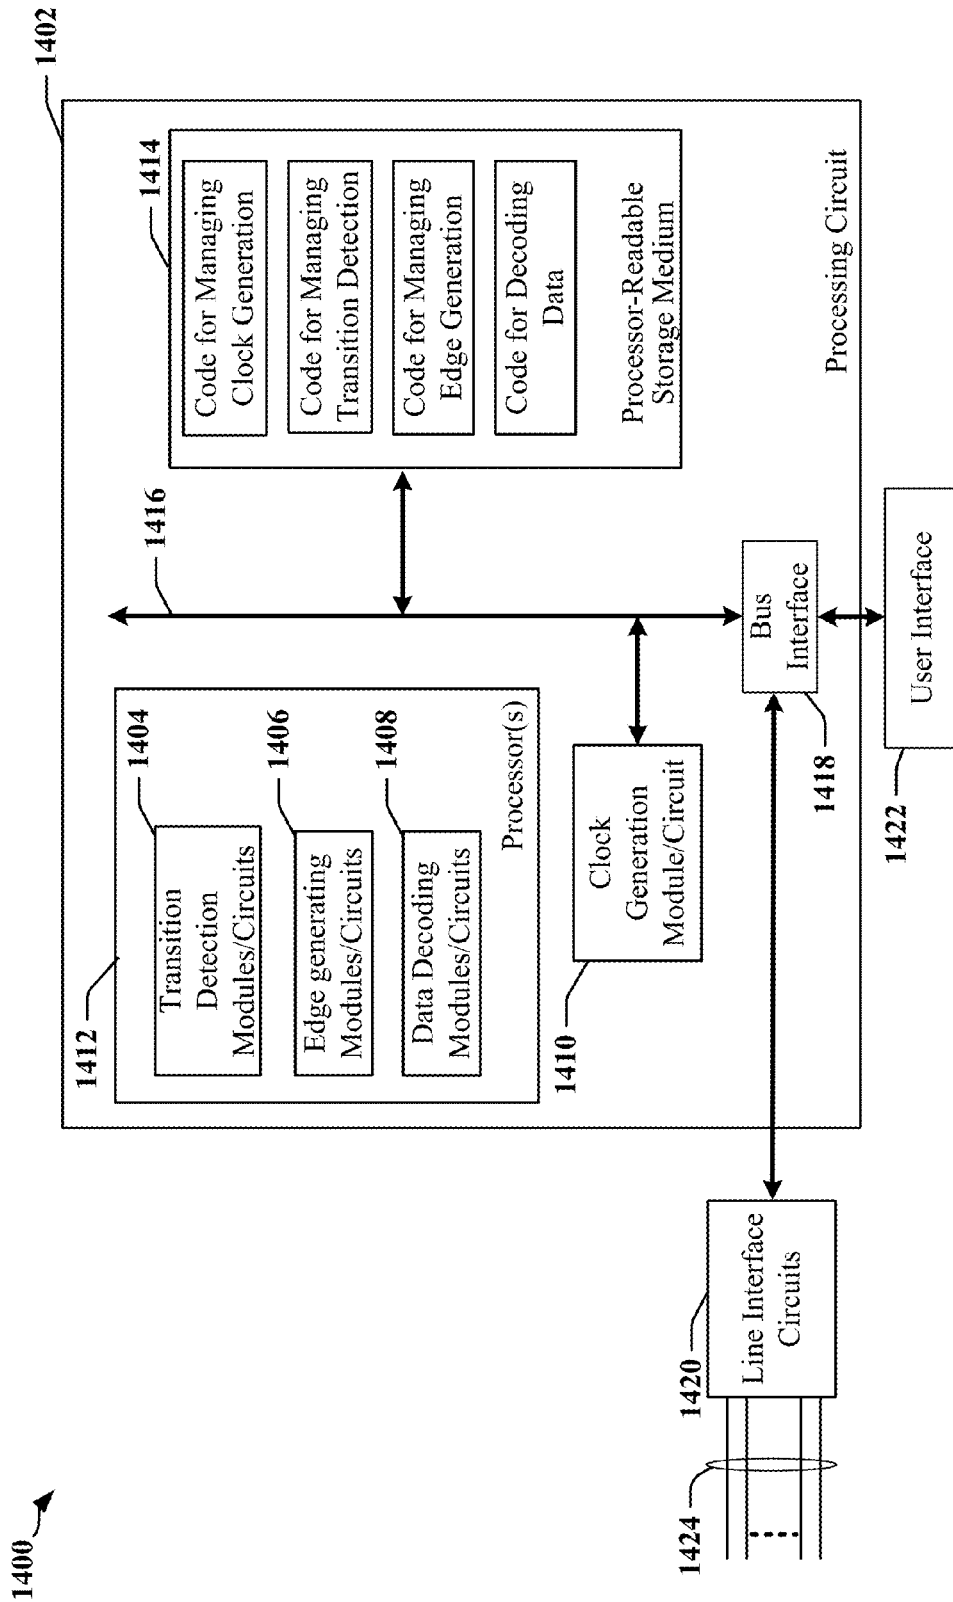 1400
1402
1412
Transition
Detection
Modules/Circuits
1404
Edge generating
Modules/Circuits
1406
Data Decoding
Modules/Circuits
1408
Processor(s)
1416
1414
Code for Managing
Clock Generation
Code for Managing
Transition Detection
Code for Managing
Edge Generation
Code for Decoding
Data
Processor-Readable
Storage Medium
1410
Clock
Generation
Module/Circuit
Bus
Interface
1418
Processing Circuit
1420
Line Interface
Circuits
1424
1422
User Interface